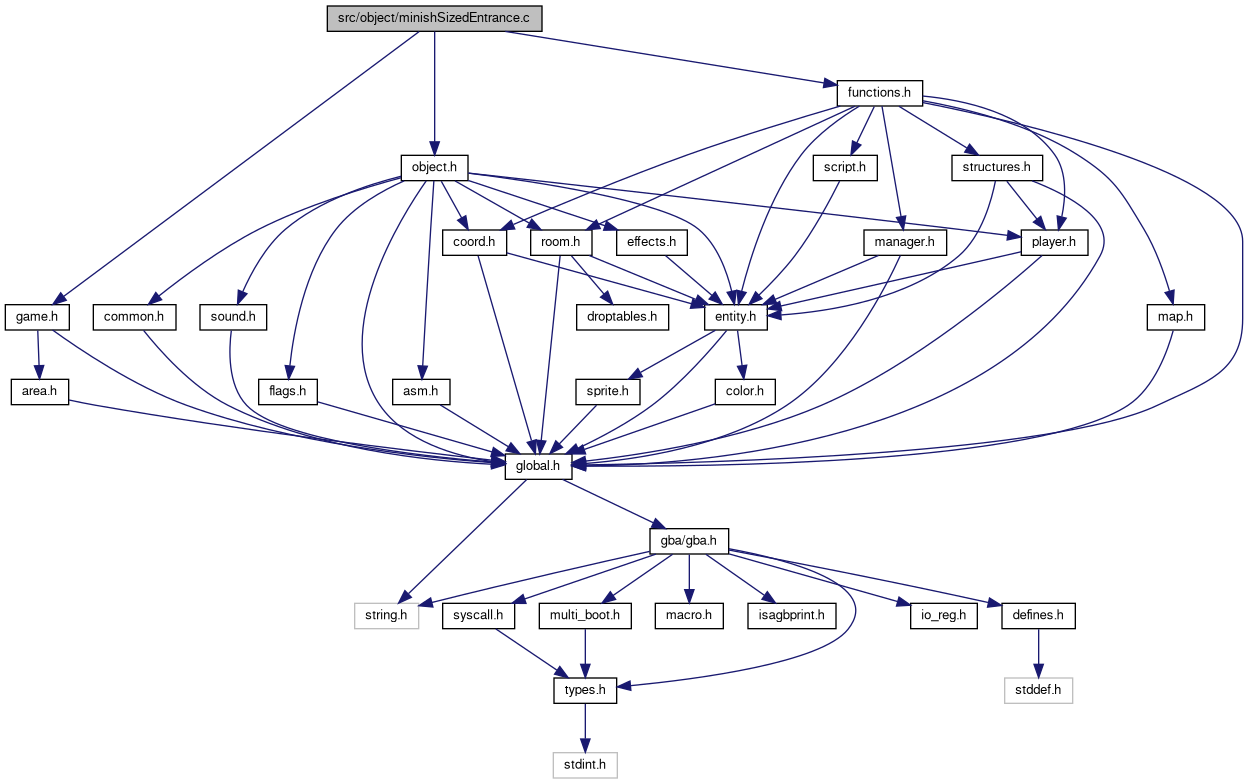 src/object/minishSizedEntrance.c
functions.h
object.h
script.h
structures.h
coord.h
room.h
effects.h
manager.h
player.h
game.h
common.h
sound.h
droptables.h
entity.h
map.h
area.h
flags.h
asm.h
sprite.h
color.h
global.h
gba/gba.h
string.h
syscall.h
multi_boot.h
macro.h
isagbprint.h
io_reg.h
defines.h
types.h
stddef.h
stdint.h